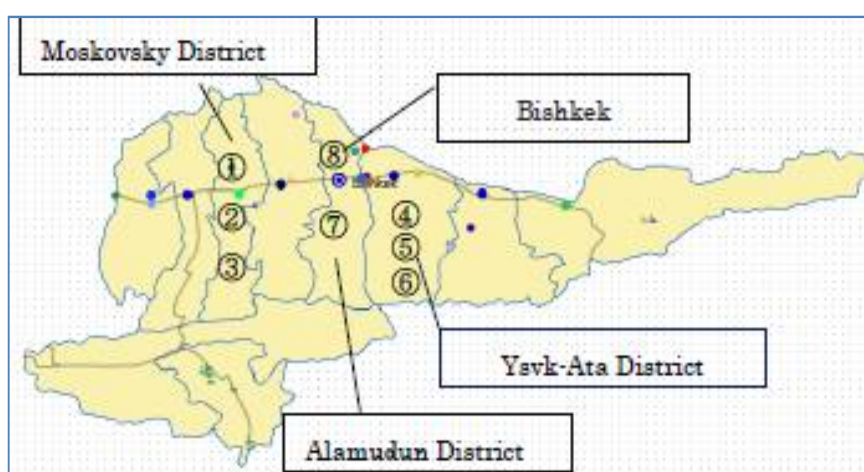 Moskovsky District
Bishkek
①
⑧
②
④
⑦
⑤
③
⑥
Ysvk-Ata District
Alamudun District